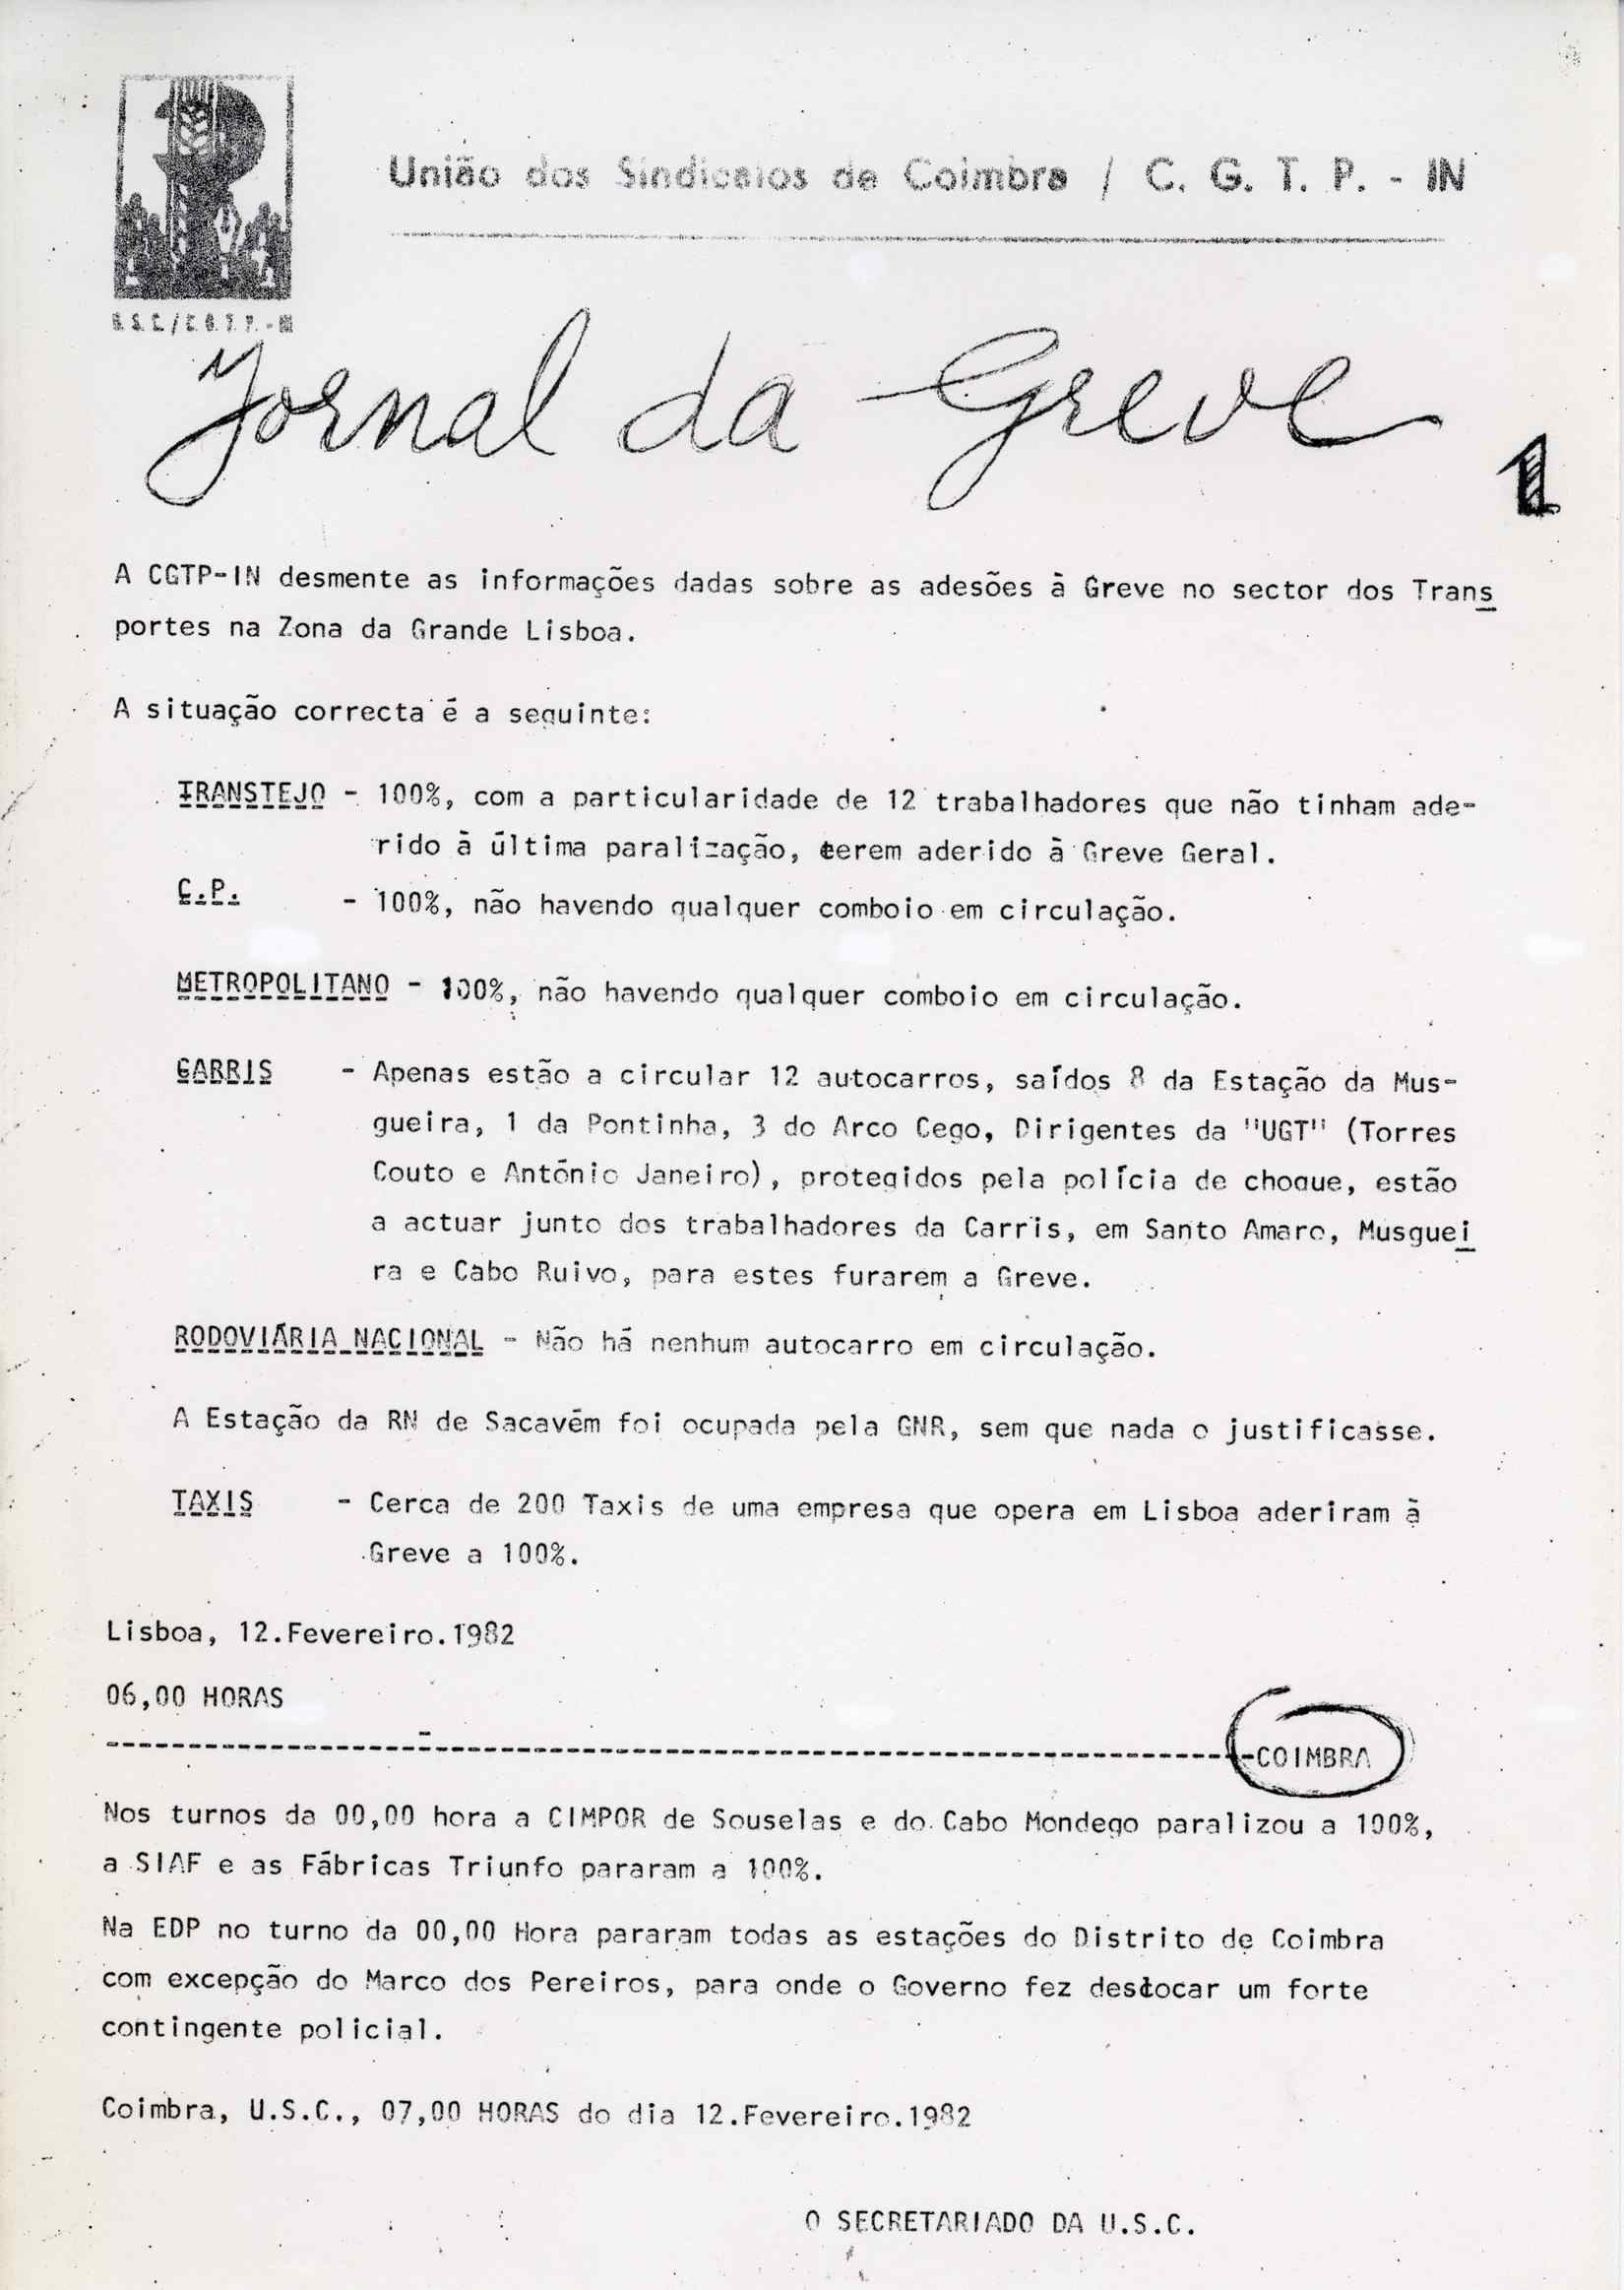 União dos Sindicatos de Coimbra / C. G. T. P. - IN
U.S.C./C.G.T.P.-IN
Jornal da Greve
1
A CGTP-IN desmente as informações dadas sobre as adesões à Greve no sector dos Trans
portes na Zona da Grande Lisboa.
A situação correcta é a seguinte:
TRANSTEJO - 100%, com a particularidade de 12 trabalhadores que não tinham ade-
rido à última paralização, terem aderido à Greve Geral.
C.P. - 100%, não havendo qualquer comboio em circulação.
METROPOLITANO - 100%, não havendo qualquer comboio em circulação.
CARRIS - Apenas estão a circular 12 autocarros, saídos 8 da Estação da Mus-
gueira, 1 da Pontinha, 3 do Arco Cego, Dirigentes da "UGT" (Torres
Couto e António Janeiro), protegidos pela polícia de choque, estão
a actuar junto dos trabalhadores da Carris, em Santo Amaro, Musguei
ra e Cabo Ruivo, para estes furarem a Greve.
RODOVIÁRIA NACIONAL - Não há nenhum autocarro em circulação.
A Estação da RN de Sacavém foi ocupada pela GNR, sem que nada o justificasse.
TAXIS - Cerca de 200 Taxis de uma empresa que opera em Lisboa aderiram à
Greve a 100%.
Lisboa, 12.Fevereiro.1982
06,00 HORAS
COIMBRA
Nos turnos da 00,00 hora a CIMPOR de Souselas e do Cabo Mondego paralizou a 100%,
a SIAF e as Fábricas Triunfo pararam a 100%.
Na EDP no turno da 00,00 Hora pararam todas as estações do Distrito de Coimbra
com excepção do Marco dos Pereiros, para onde o Governo fez deslocar um forte
contingente policial.
Coimbra, U.S.C., 07,00 HORAS do dia 12.Fevereiro.1982
O SECRETARIADO DA U.S.C.